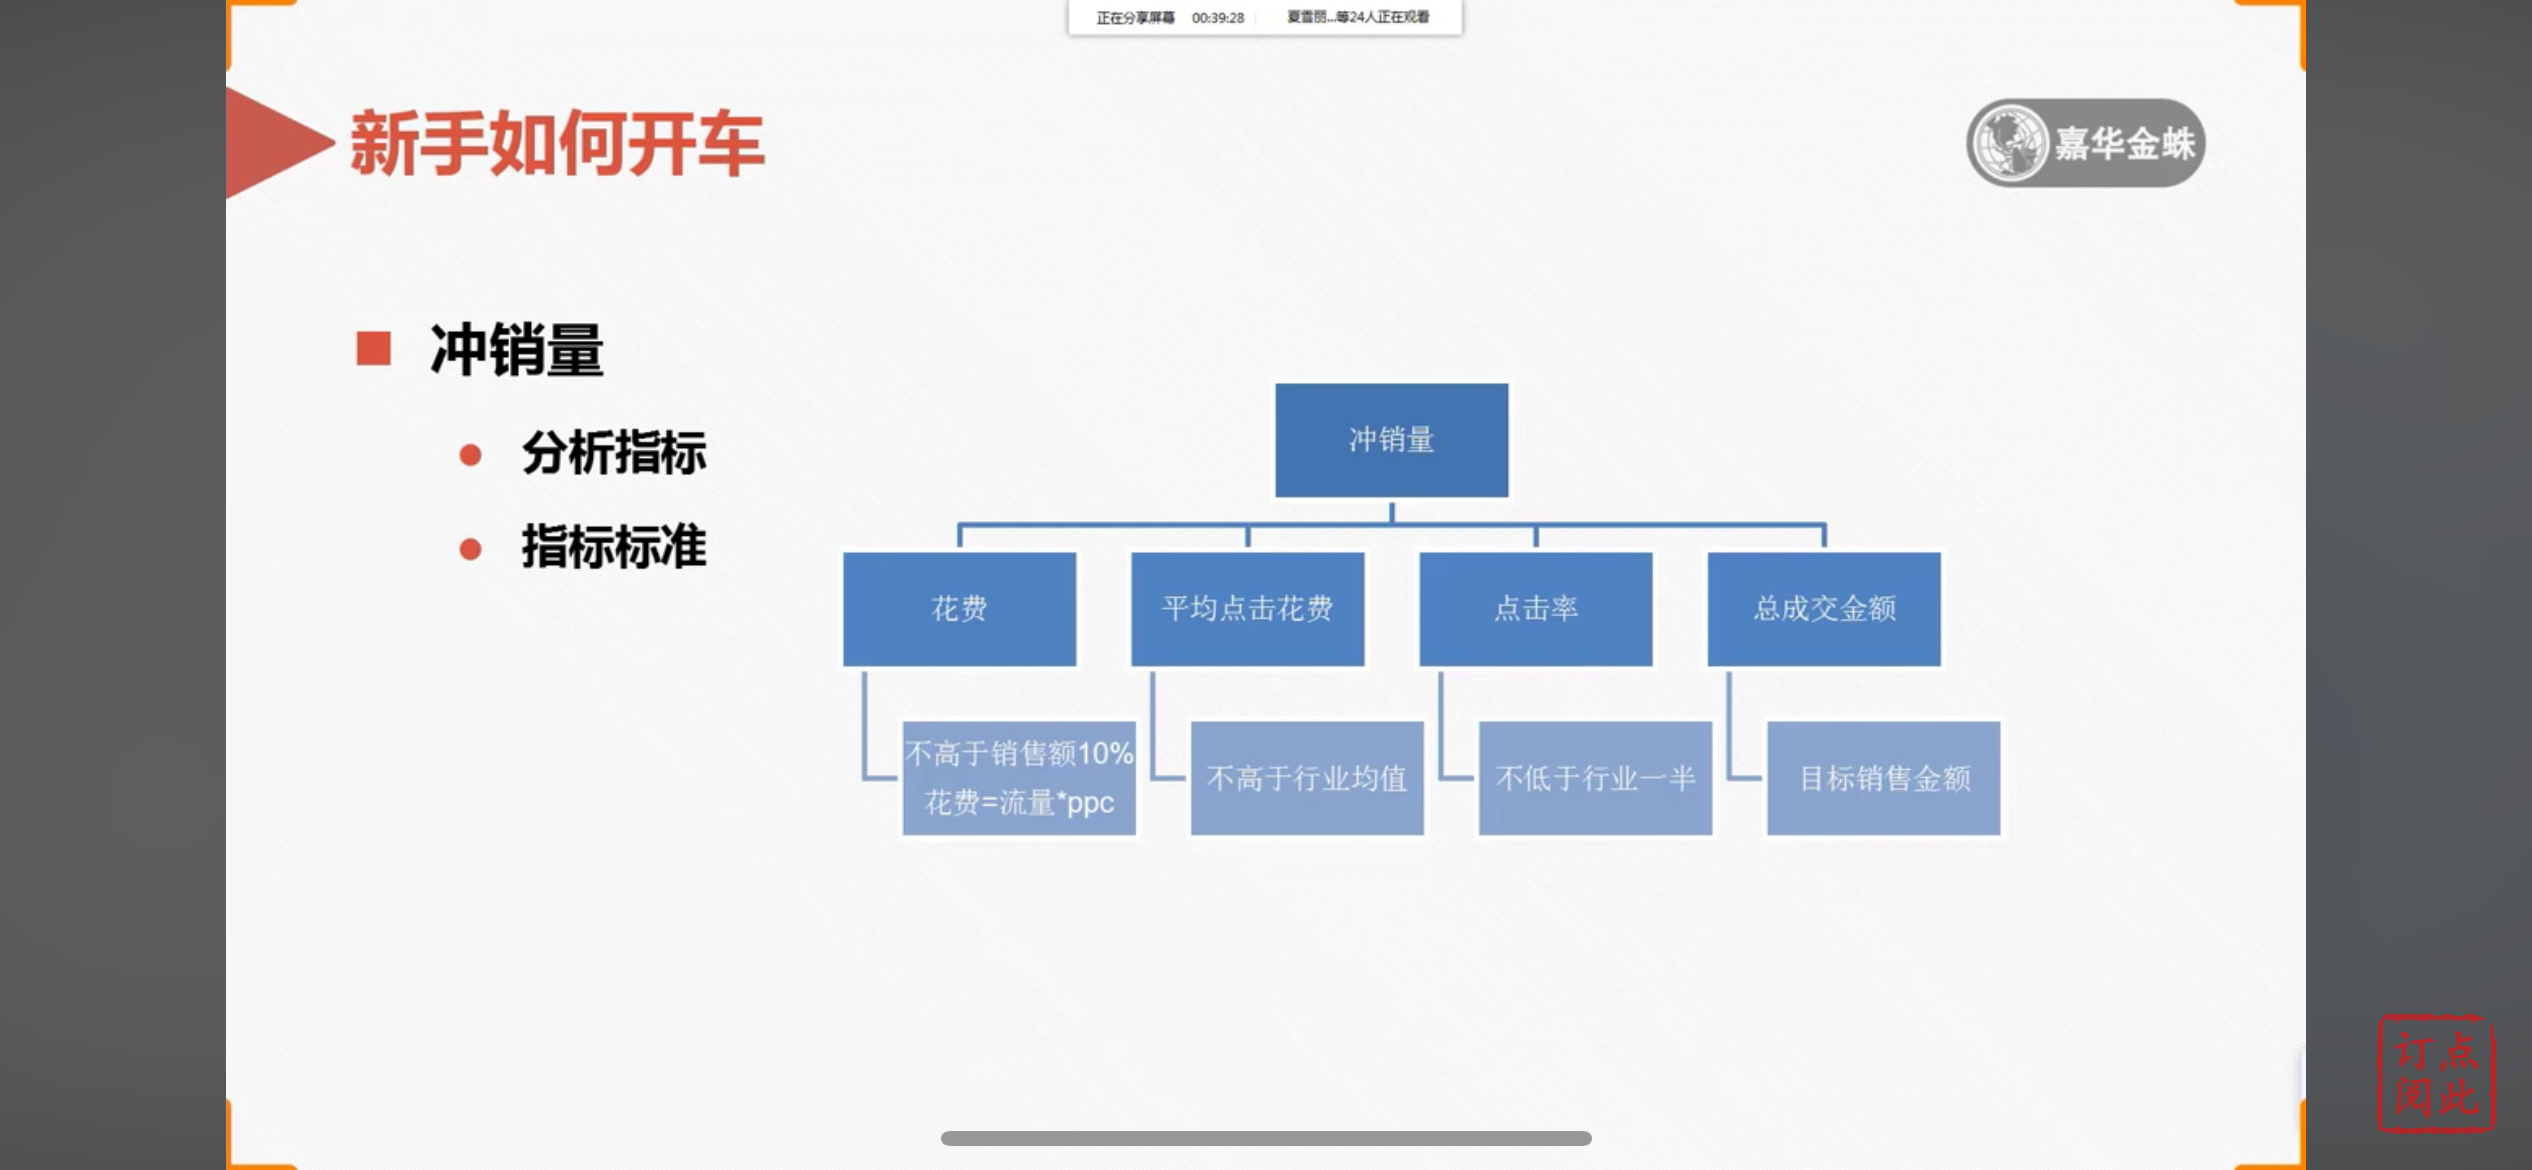 正在分享屏幕 00:39:28 夏雪丽...等24人正在观看
新手如何开车
嘉华金蛛
冲销量
分析指标
指标标准
冲销量
花费
平均点击花费
点击率
总成交金额
不高于销售额10%
花费=流量*ppc
不高于行业均值
不低于行业一半
目标销售金额
点此
订阅